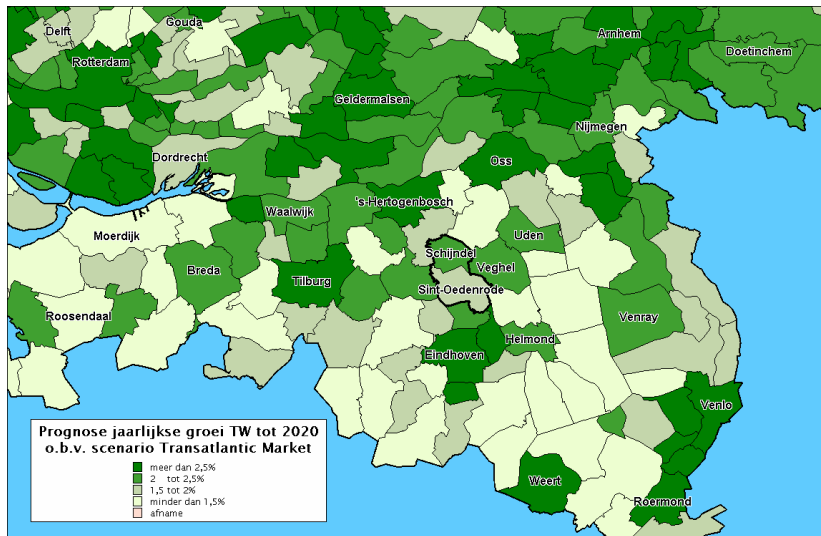 Delft
Gouda
Rotterdam
Arnhem
Doetinchem
Geldermalsen
Nijmegen
Dordrecht
Oss
's-Hertogenbosch
Waalwijk
Moerdijk
Uden
Schijndel
Veghel
Breda
Tilburg
Sint-Oedenrode
Roosendaal
Venray
Helmond
Eindhoven
Venlo
Weert
Roermond
Prognose jaarlijkse groei TW tot 2020
o.b.v. scenario Transatlantic Market
meer dan 2,5%
2 tot 2,5%
1,5 tot 2%
minder dan 1,5%
afname